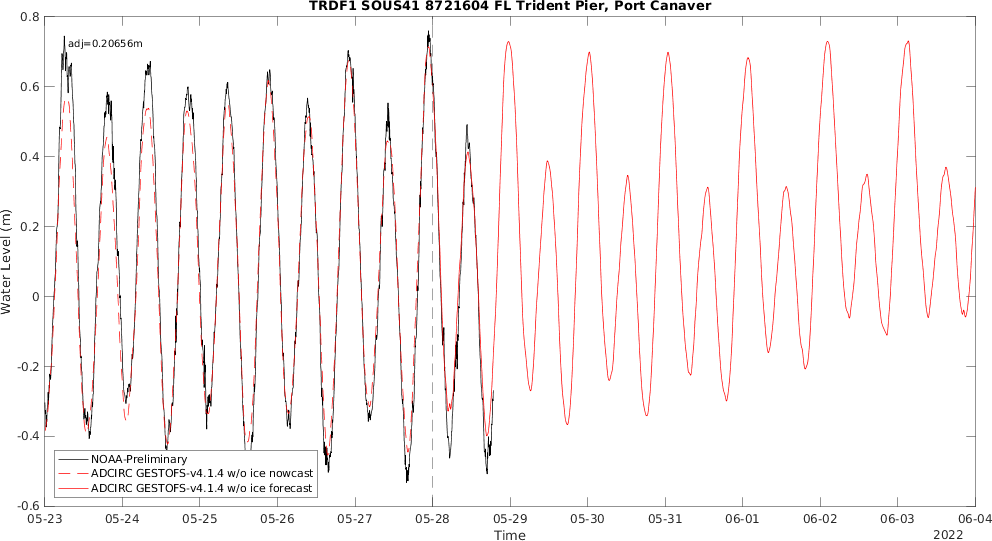 TRDF1 SOUS41 8721604 FL Trident Pier, Port Canaver
adj=0.20656m
0.8
0.6
0.4
0.2
0
-0.2
-0.4
-0.6
Water Level (m)
NOAA-Preliminary
ADCIRC GESTOFS-v4.1.4 w/o ice nowcast
ADCIRC GESTOFS-v4.1.4 w/o ice forecast
05-23 05-24 05-25 05-26 05-27 05-28 05-29 05-30 05-31 06-01 06-02 06-03 06-04
Time
2022